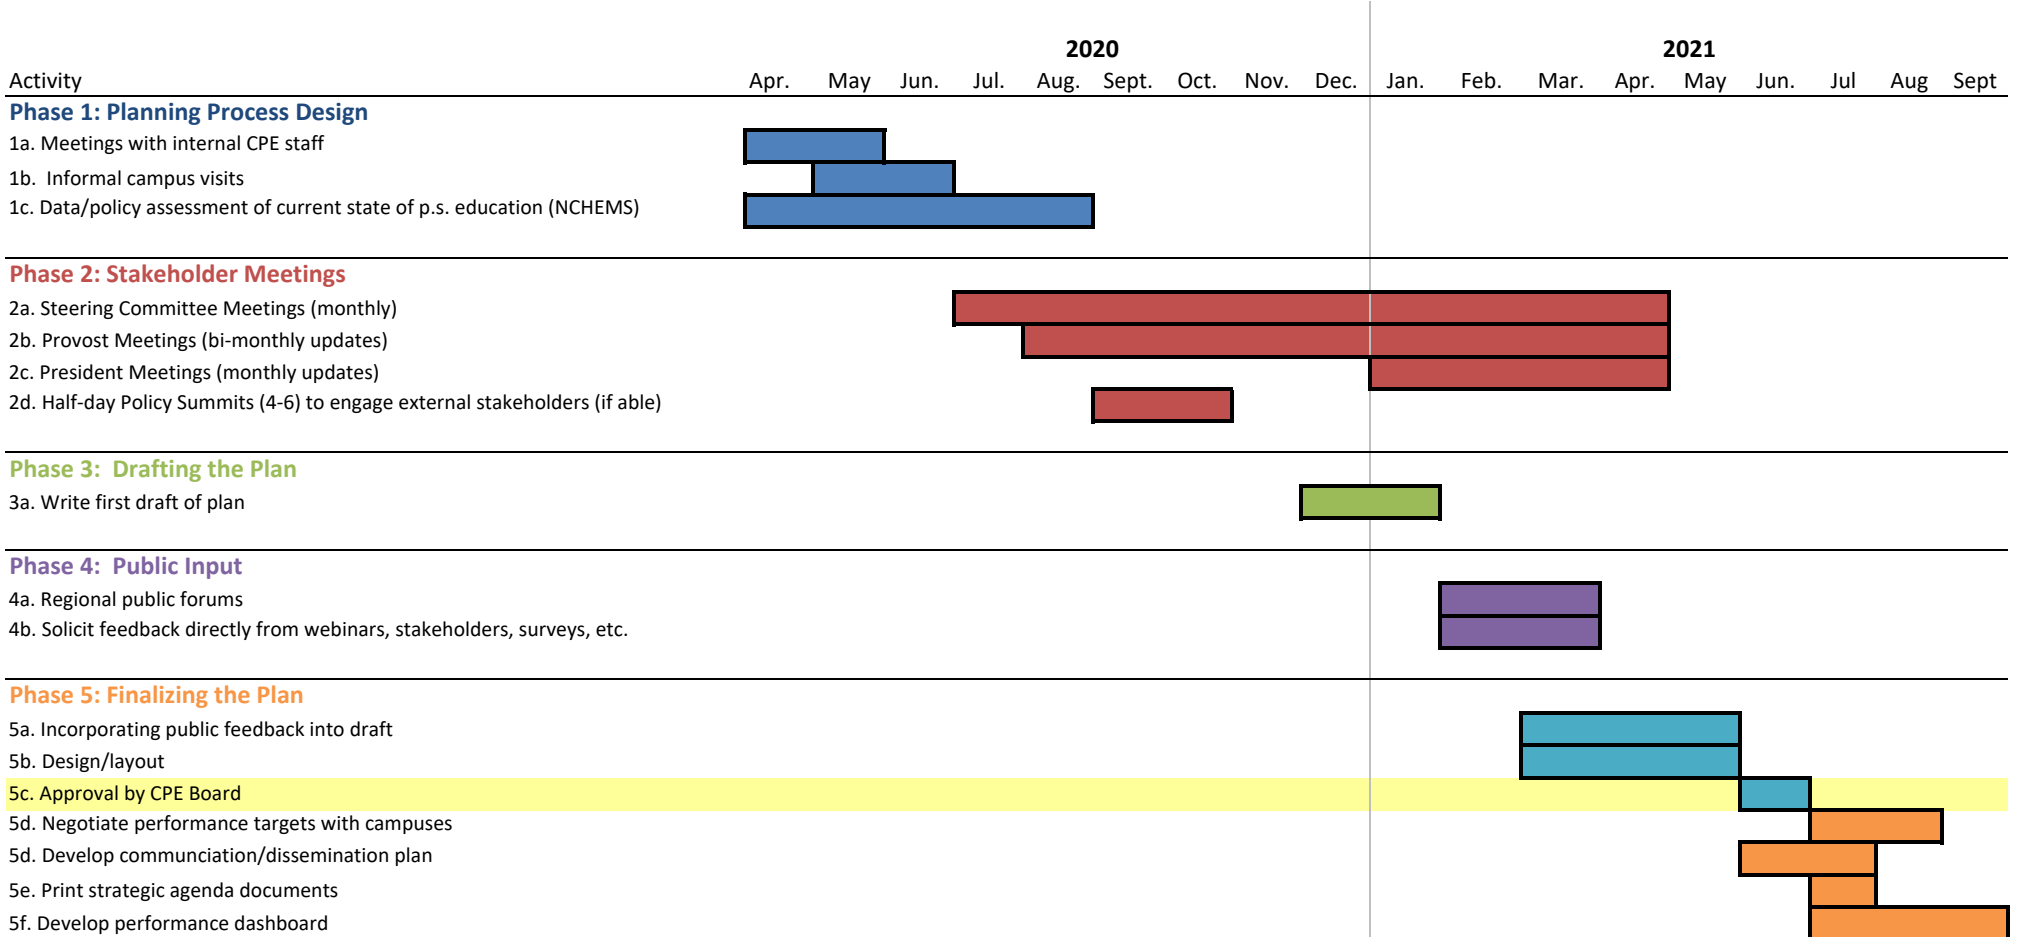 2020 2021
Activity Apr. May Jun. Jul. Aug. Sept. Oct. Nov. Dec. Jan. Feb. Mar. Apr. May Jun. Jul Aug Sept
Phase 1: Planning Process Design
1a. Meetings with internal CPE staff
1b. Informal campus visits
1c. Data/policy assessment of current state of p.s. education (NCHEMS)
Phase 2: Stakeholder Meetings
2a. Steering Committee Meetings (monthly)
2b. Provost Meetings (bi-monthly updates)
2c. President Meetings (monthly updates)
2d. Half-day Policy Summits (4-6) to engage external stakeholders (if able)
Phase 3: Drafting the Plan
3a. Write first draft of plan
Phase 4: Public Input
4a. Regional public forums
4b. Solicit feedback directly from webinars, stakeholders, surveys, etc.
Phase 5: Finalizing the Plan
5a. Incorporating public feedback into draft
5b. Design/layout
5c. Approval by CPE Board
5d. Negotiate performance targets with campuses
5d. Develop communciation/dissemination plan
5e. Print strategic agenda documents
5f. Develop performance dashboard